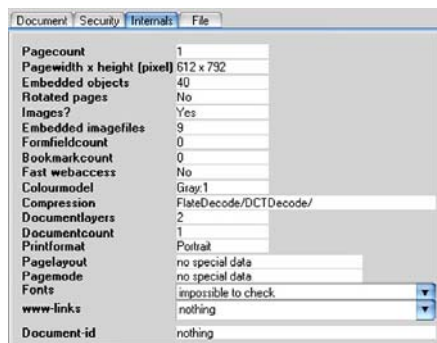 Document Security Internals File
Pagecount 1
Pagewidth x height (pixel) 612 x 792
Embedded objects 40
Rotated pages No
Images? Yes
Embedded imagefiles 9
Formfieldcount 0
Bookmarkcount 0
Fast webaccess No
Colourmodel Gray:1
Compression FlateDecode/DCTDecode/
Documentlayers 2
Documentcount 1
Printformat Portrait
Pagelayout no special data
Pagemode no special data
Fonts impossible to check
www-links nothing
Document-id nothing